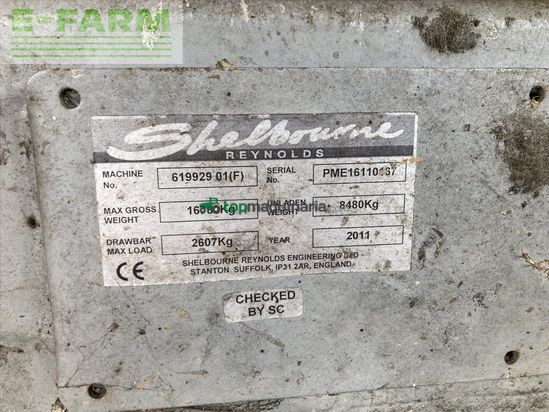 E-FARM
Shelbourne
REYNOLDS
MACHINE No. 619929 01(F) SERIAL No.
MAX GROSS WEIGHT UNLADEN WEIGHT 8480Kg
topmaquinaria
DRAWBAR MAX LOAD 2607Kg YEAR 2011
SHELBOURNE REYNOLDS ENGINEERING LTD
STANTON. SUFFOLK, IP31 2AR, ENGLAND.
CE
CHECKED
BY SC